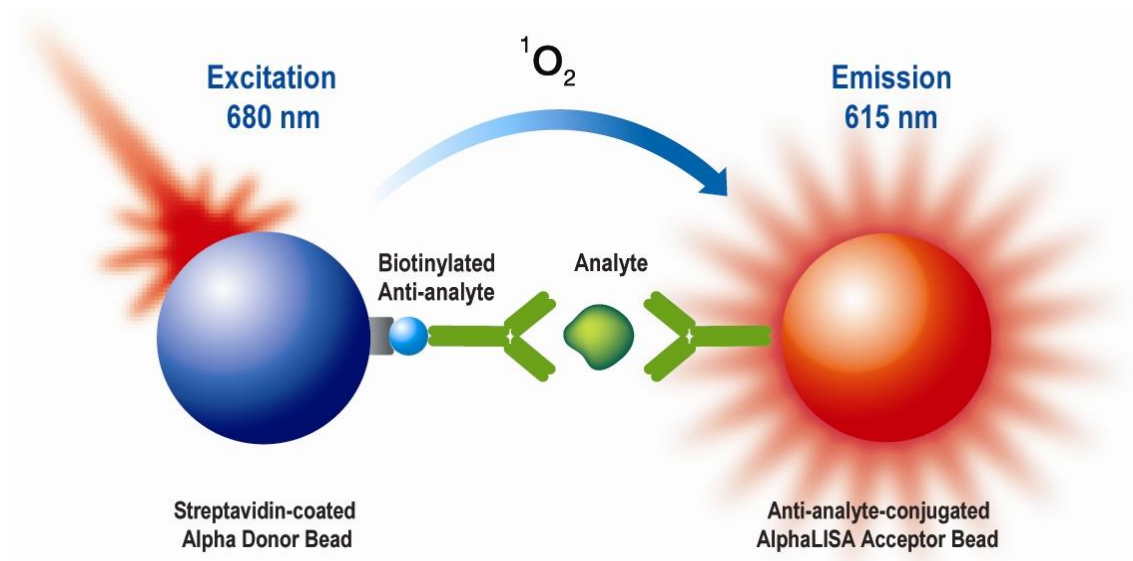 ¹O₂
Excitation
680 nm
Emission
615 nm
Biotinylated
Anti-analyte
Analyte
Streptavidin-coated
Alpha Donor Bead
Anti-analyte-conjugated
AlphaLISA Acceptor Bead